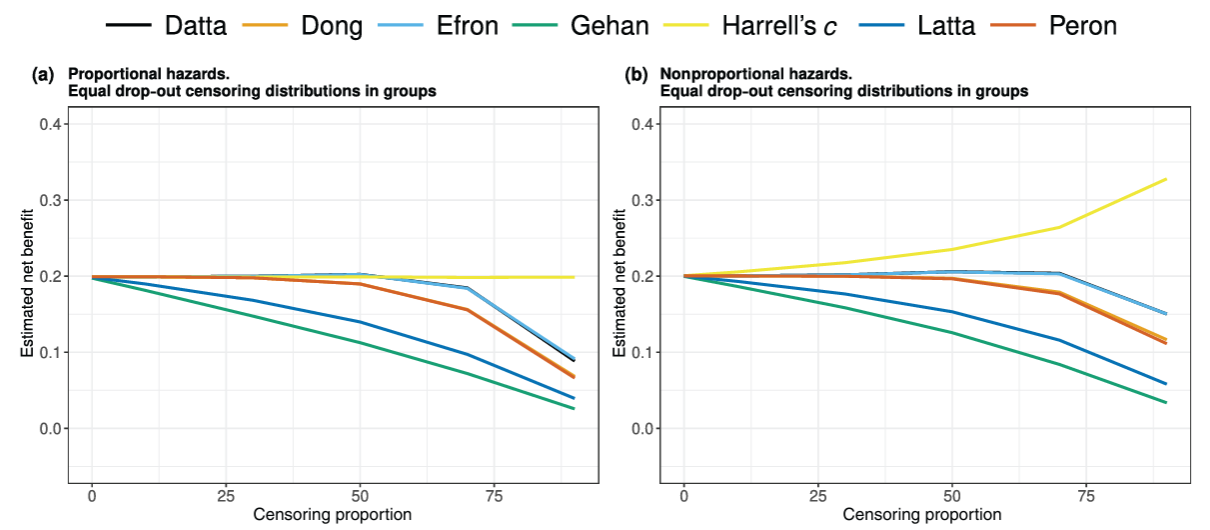 Datta Dong Efron Gehan Harrell's c Latta Peron
(a) Proportional hazards.
Equal drop-out censoring distributions in groups
0.4
0.3
0.2
0.1
0.0
Estimated net benefit
0 25 50 75
Censoring proportion
(b) Nonproportional hazards.
Equal drop-out censoring distributions in groups
0.4
0.3
0.2
0.1
0.0
Estimated net benefit
0 25 50 75
Censoring proportion